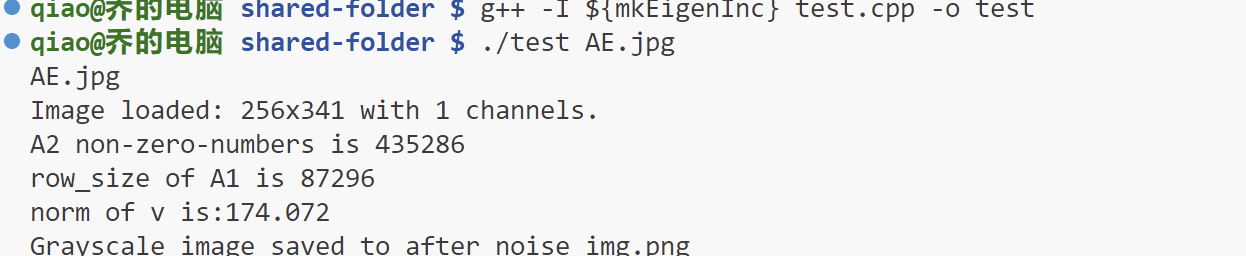 qiao@乔的电脑 shared-folder $ g++ -I ${mkEigenInc} test.cpp -o test
qiao@乔的电脑 shared-folder $ ./test AE.jpg
AE.jpg
Image loaded: 256x341 with 1 channels.
A2 non-zero-numbers is 435286
row_size of A1 is 87296
norm of v is:174.072
Grayscale image saved to after_noise_img.png